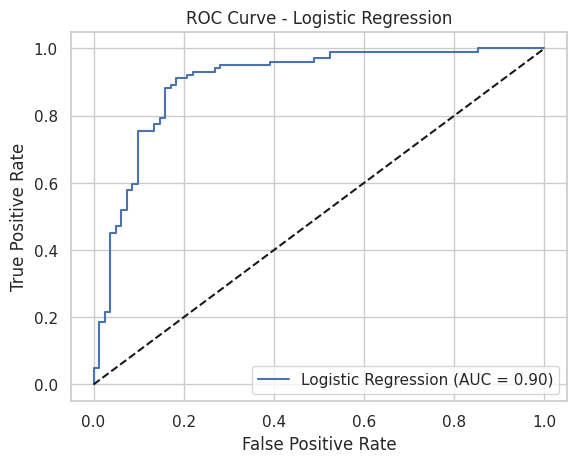 ROC Curve - Logistic Regression
True Positive Rate
1.0
0.8
0.6
0.4
0.2
0.0
Logistic Regression (AUC = 0.90)
0.0 0.2 0.4 0.6 0.8 1.0
False Positive Rate